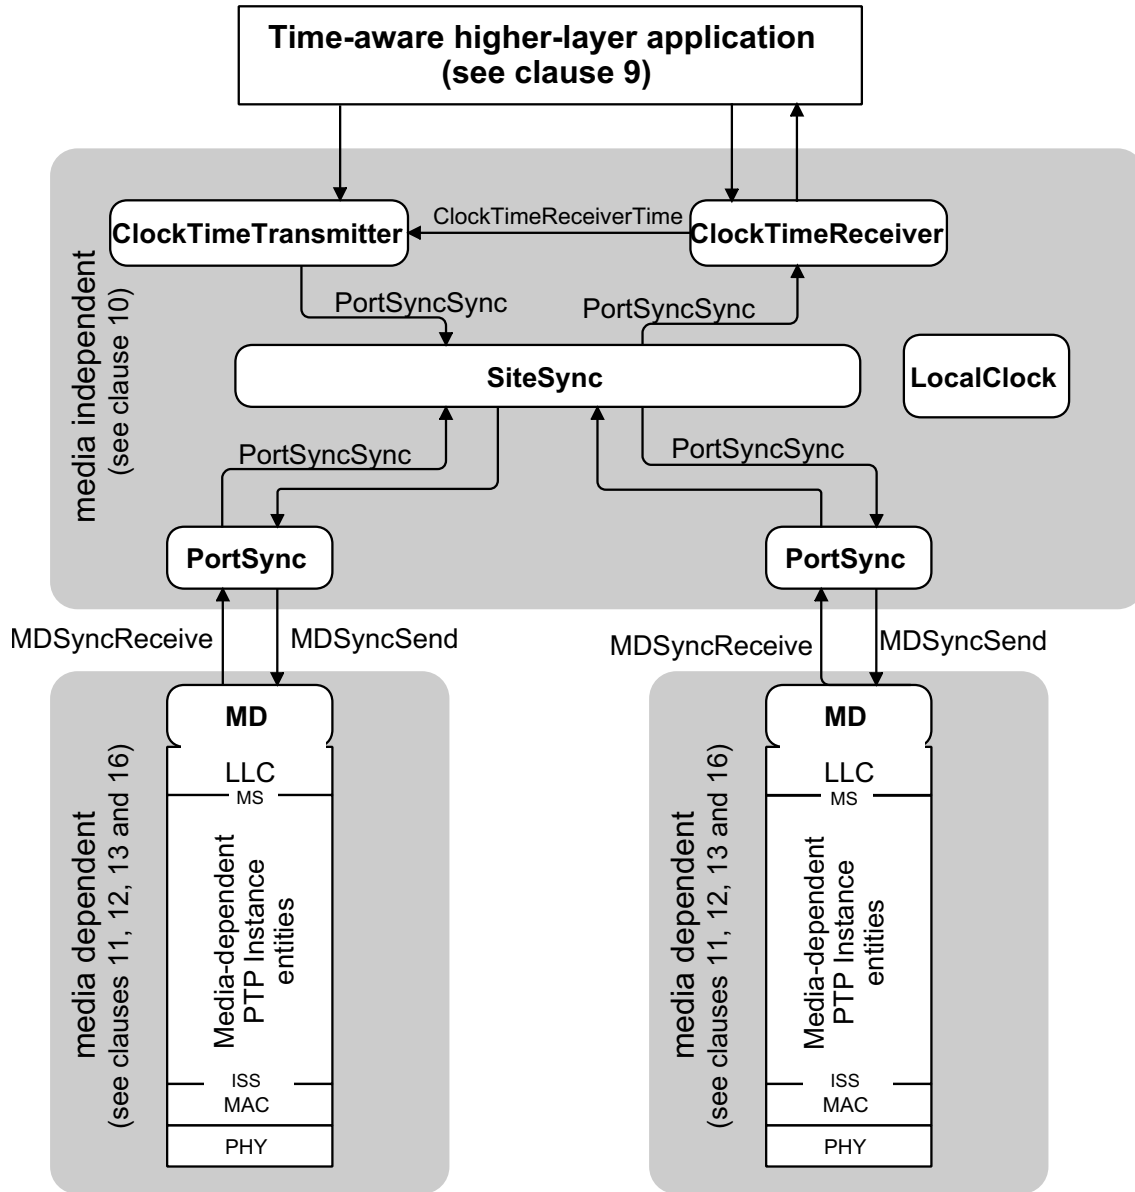 Time-aware higher-layer application
(see clause 9)
ClockTimeTransmitter
ClockTimeReceiverTime
ClockTimeReceiver
PortSyncSync
PortSyncSync
media independent
(see clause 10)
SiteSync
LocalClock
PortSyncSync
PortSyncSync
PortSync
PortSync
MDSyncReceive
MDSyncSend
MDSyncReceive
MDSyncSend
media dependent
(see clauses 11, 12, 13 and 16)
MD
LLC
MS
Media-dependent
PTP Instance
entities
ISS
MAC
PHY
media dependent
(see clauses 11, 12, 13 and 16)
MD
LLC
MS
Media-dependent
PTP Instance
entities
ISS
MAC
PHY